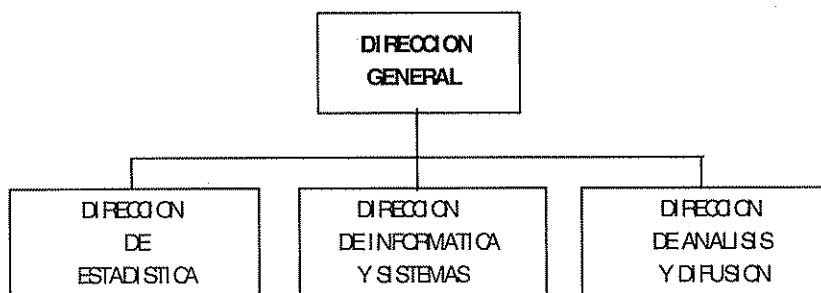 DIRECCION
GENERAL
DIRECCION
DE
ESTADISTICA
DIRECCION
DE INFORMATICA
Y SISTEMAS
DIRECCION
DE ANALISIS
Y DIFUSION